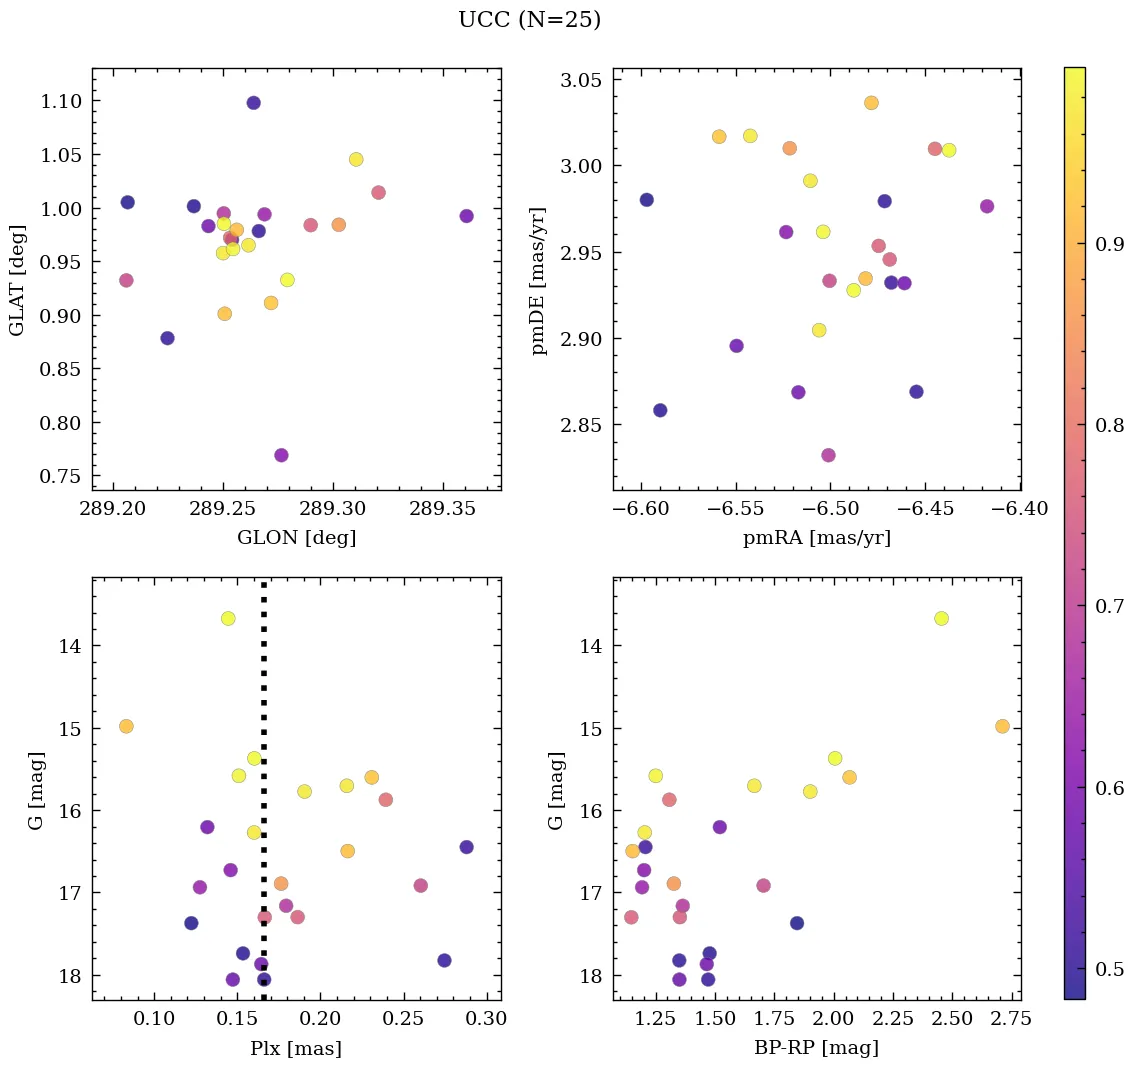 UCC (N=25)
1.10
1.05
1.00
0.95
0.90
0.85
0.80
0.75
GLAT [deg]
289.20 289.25 289.30 289.35
GLON [deg]
3.05
3.00
2.95
2.90
2.85
pmDE [mas/yr]
−6.60 −6.55 −6.50 −6.45 −6.40
pmRA [mas/yr]
14
15
16
17
18
G [mag]
0.10 0.15 0.20 0.25 0.30
Plx [mas]
14
15
16
17
18
G [mag]
1.25 1.50 1.75 2.00 2.25 2.50 2.75
BP-RP [mag]
0.9
0.8
0.7
0.6
0.5